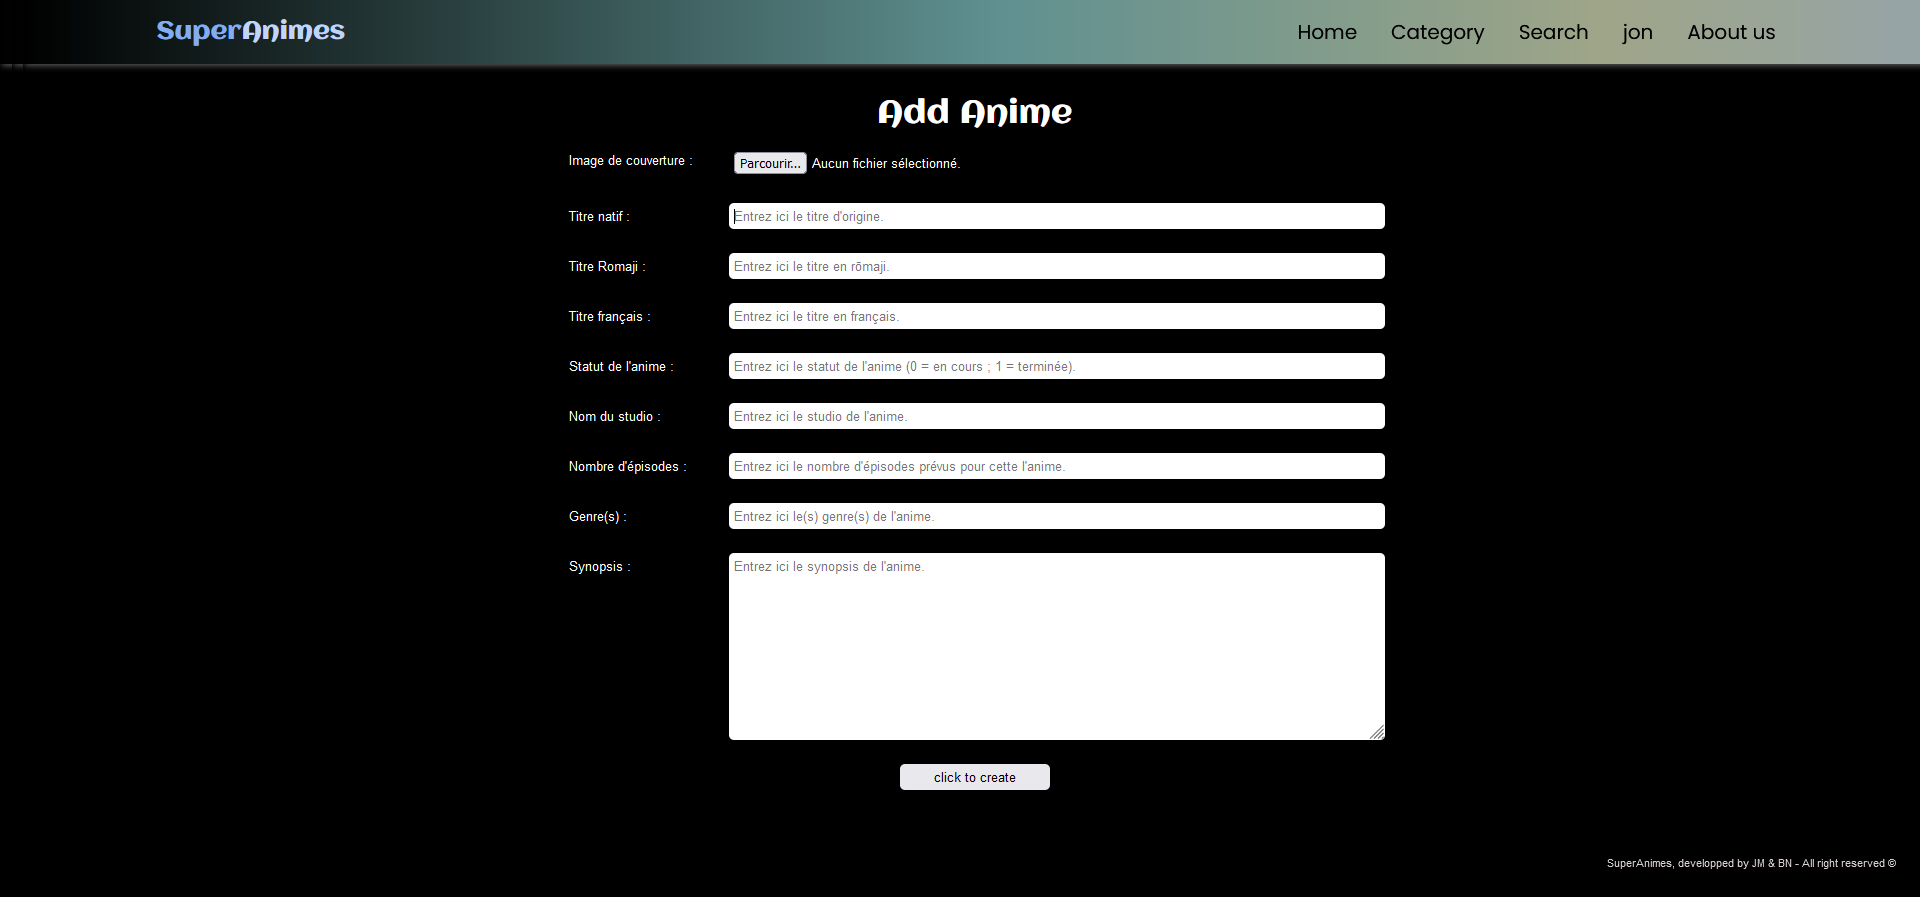 SuperAnimes Home Category Search jon About us
Add Anime
Image de couverture : Parcourir... Aucun fichier sélectionné.
Titre natif : Entrez ici le titre d'origine.
Titre Romaji : Entrez ici le titre en rōmaji.
Titre français : Entrez ici le titre en français.
Statut de l'anime : Entrez ici le statut de l'anime (0 = en cours ; 1 = terminée).
Nom du studio : Entrez ici le studio de l'anime.
Nombre d'épisodes : Entrez ici le nombre d'épisodes prévus pour cette l'anime.
Genre(s) : Entrez ici le(s) genre(s) de l'anime.
Synopsis : Entrez ici le synopsis de l'anime.
click to create
SuperAnimes, developped by JM & BN - All right reserved ©